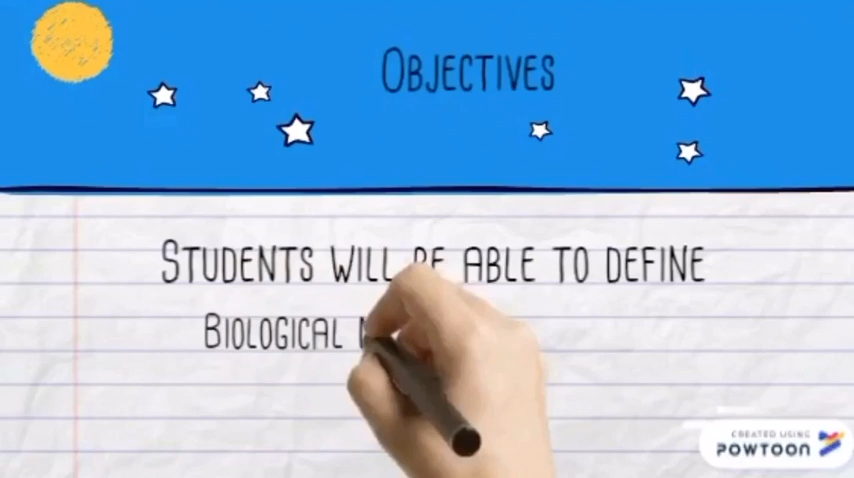 Objectives
Students will be able to define
Biological
CREATED USING
POWTOON